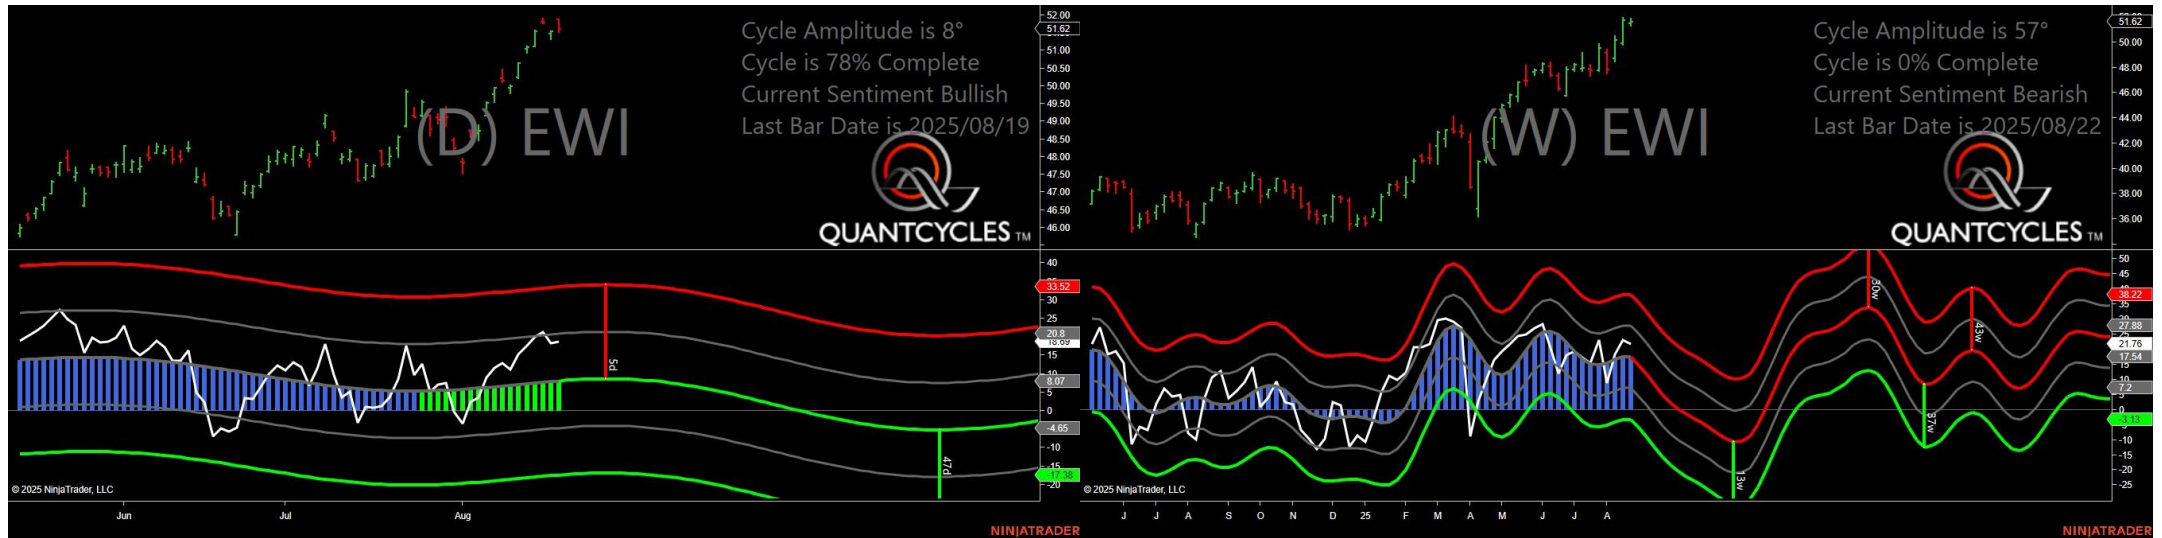 Cycle Amplitude is 8°
Cycle is 78% Complete
Current Sentiment Bullish
Last Bar Date is 2025/08/19
(D) EWI
QUANTCYCLES TM
52.00
51.62
51.00
50.50
50.00
49.50
49.00
48.50
48.00
47.50
47.00
46.50
46.00
40
33.52
30
25
20.8
18.69
15
8.07
5
0
-4.65
-10
-15
-17.38
-20
5d
47d
© 2025 NinjaTrader, LLC
Jun Jul Aug
NINJATRADER
Cycle Amplitude is 57°
Cycle is 0% Complete
Current Sentiment Bearish
Last Bar Date is 2025/08/22
(W) EWI
QUANTCYCLES TM
51.62
50.00
48.00
46.00
44.00
42.00
40.00
38.00
36.00
50
45
38.22
27.88
21.76
17.54
10
7.2
0
-3.13
-10
-15
-20
-25
30w
43w
87w
13w
© 2025 NinjaTrader, LLC
J J A S O N D 25 F M A M J J A
NINJATRADER